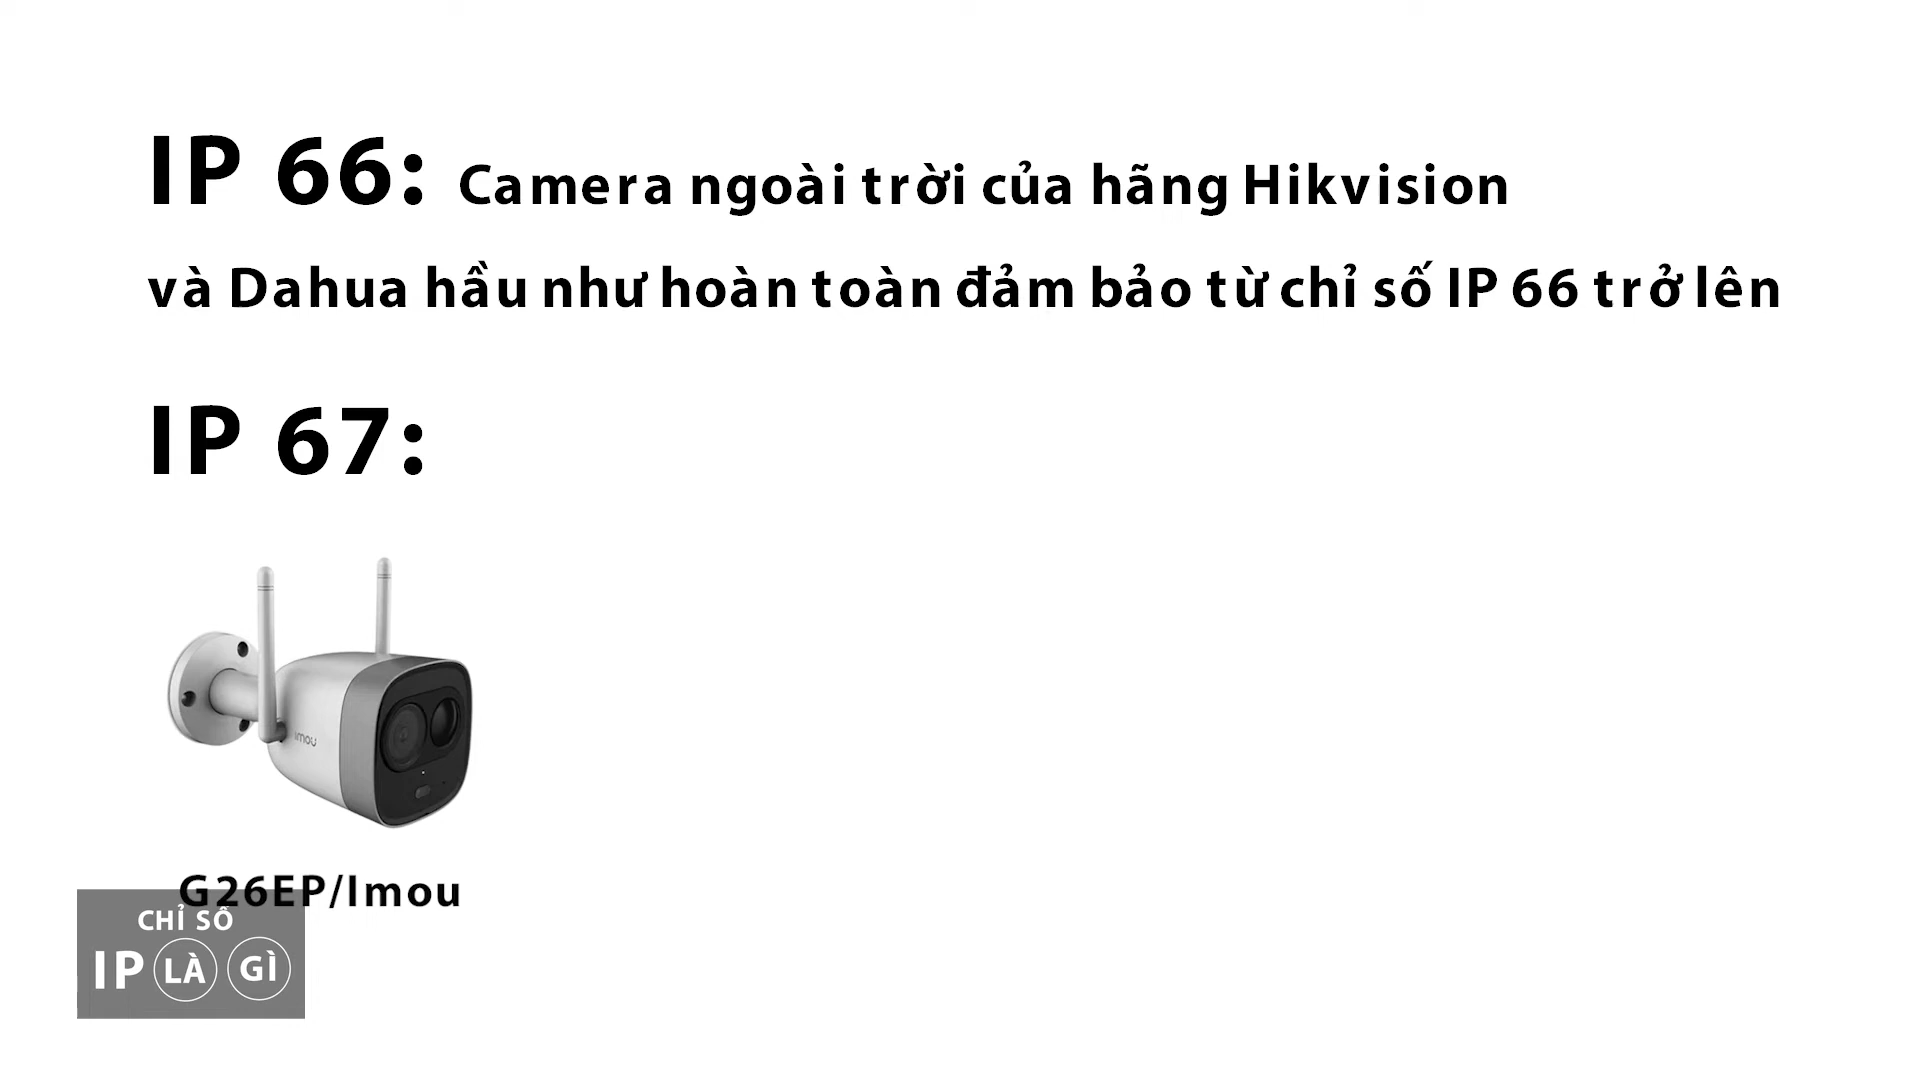 IP 66: Camera ngoài trời của hãng Hikvision
và Dahua hầu như hoàn toàn đảm bảo từ chỉ số IP 66 trở lên
IP 67:
imou
G26EP/Imou
CHỈ SỐ
IP LÀ GÌ